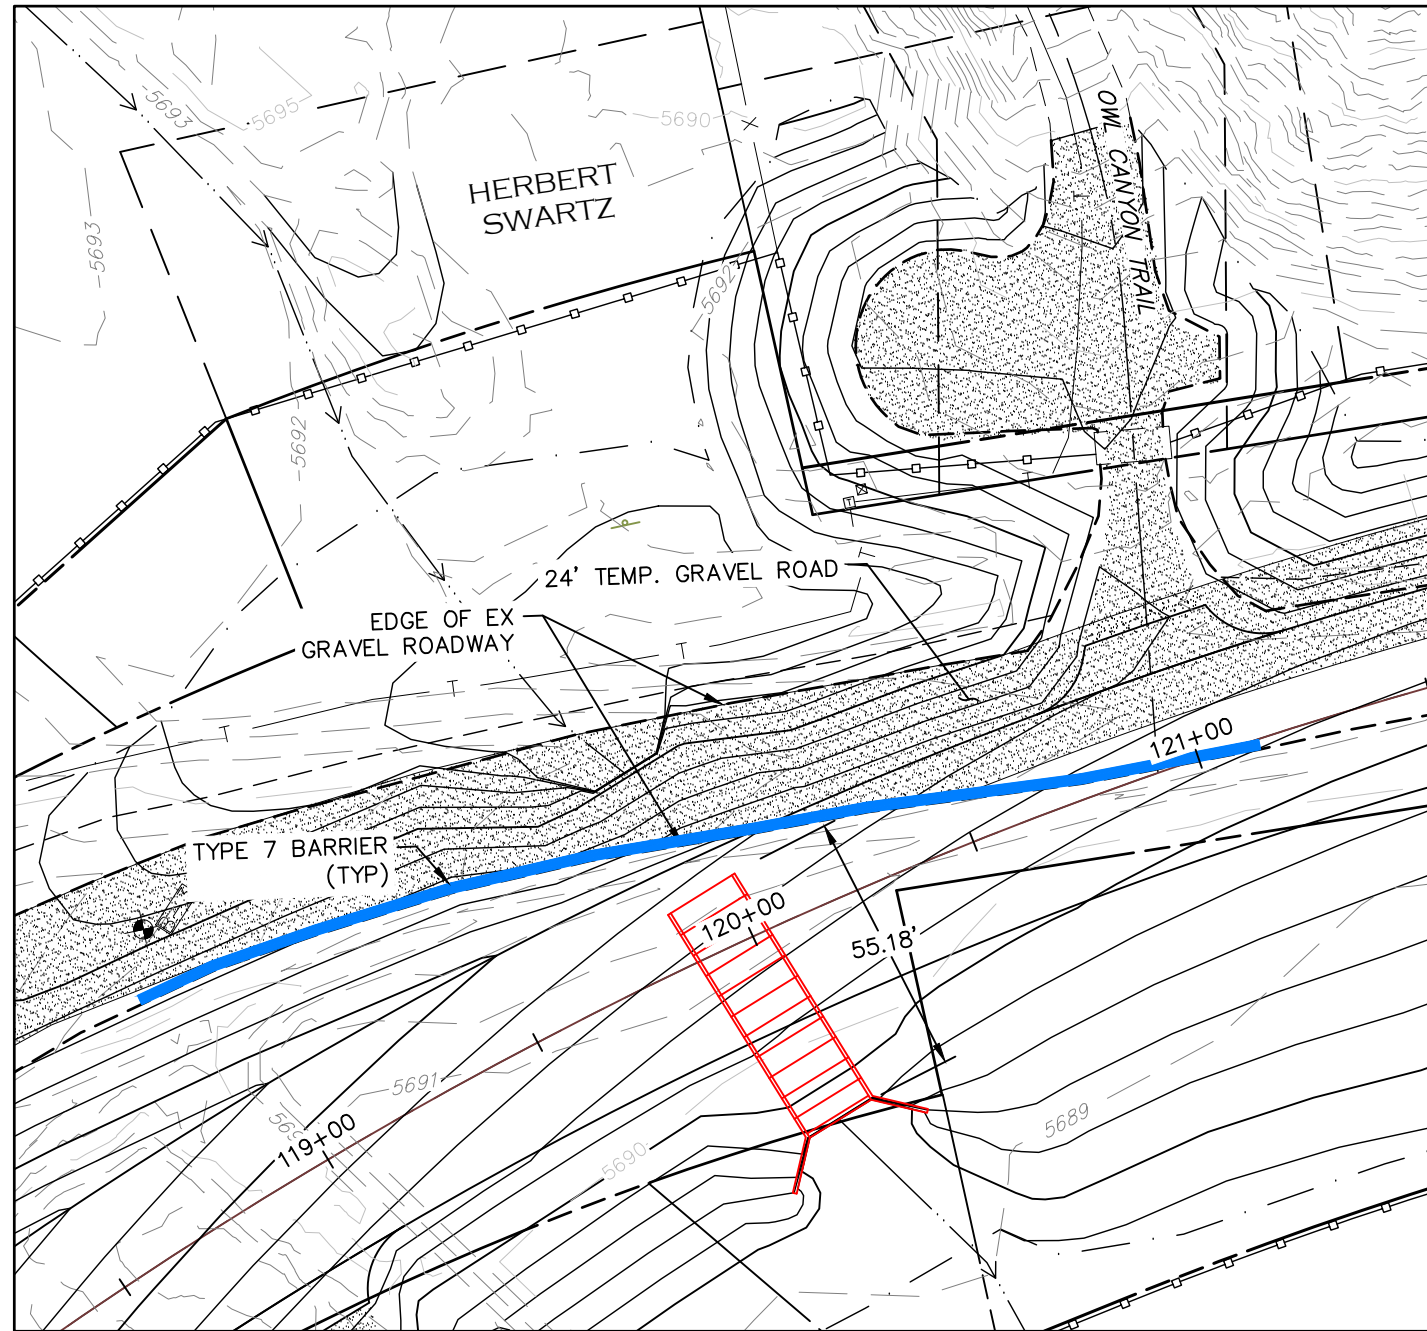 5693
5695
5690
OWL CANYON TRAIL
HERBERT
SWARTZ
5693
5692
5692
24' TEMP. GRAVEL ROAD
EDGE OF EX
GRAVEL ROADWAY
121+00
TYPE 7 BARRIER
(TYP)
120+00
55.18'
5691
5689
119+00
5690